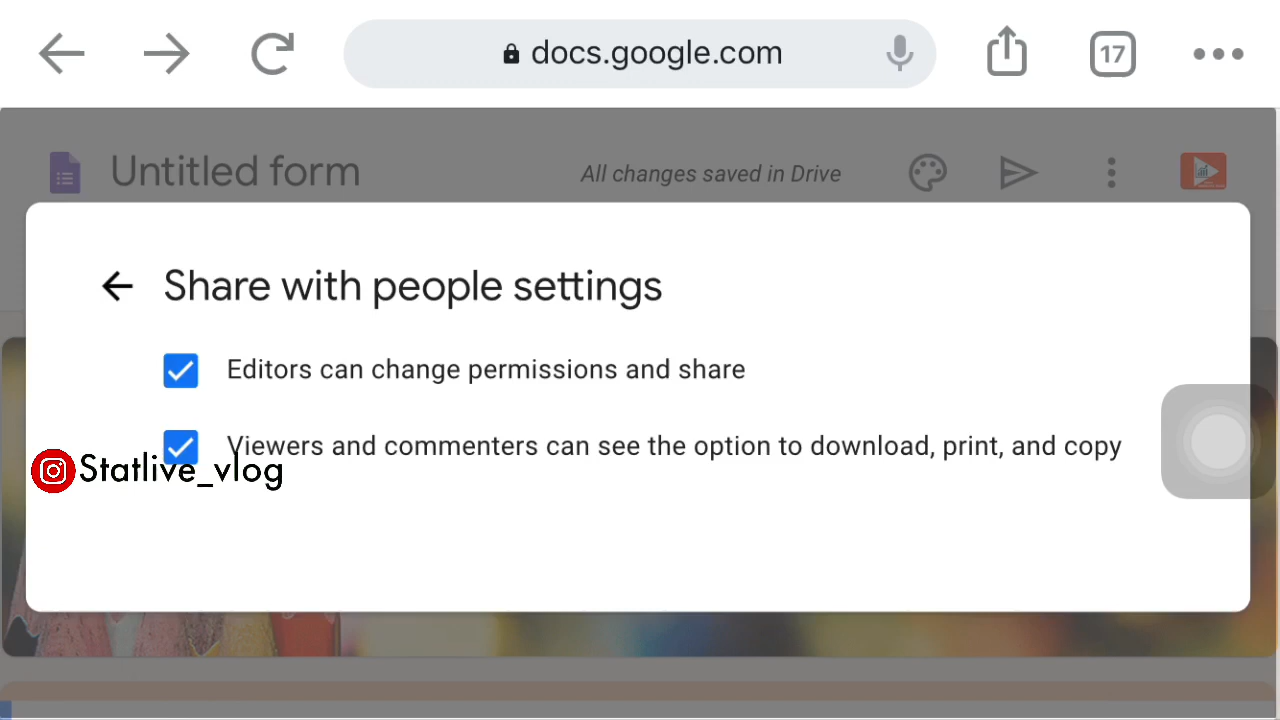 docs.google.com
17
Untitled form
All changes saved in Drive
Share with people settings
Editors can change permissions and share
Viewers and commenters can see the option to download, print, and copy
Statlive_vlog